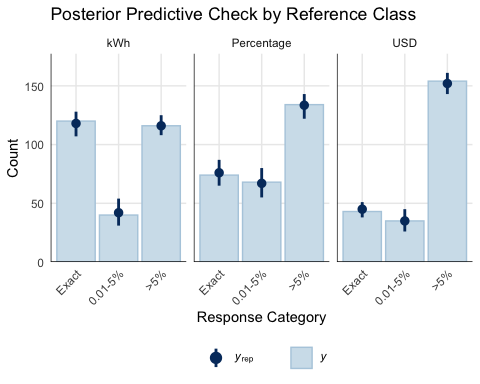 Posterior Predictive Check by Reference Class
kWh Percentage USD
Count
150
100
50
0
Exact 0.01-5% >5% Exact 0.01-5% >5% Exact 0.01-5% >5%
Response Category
yrep y